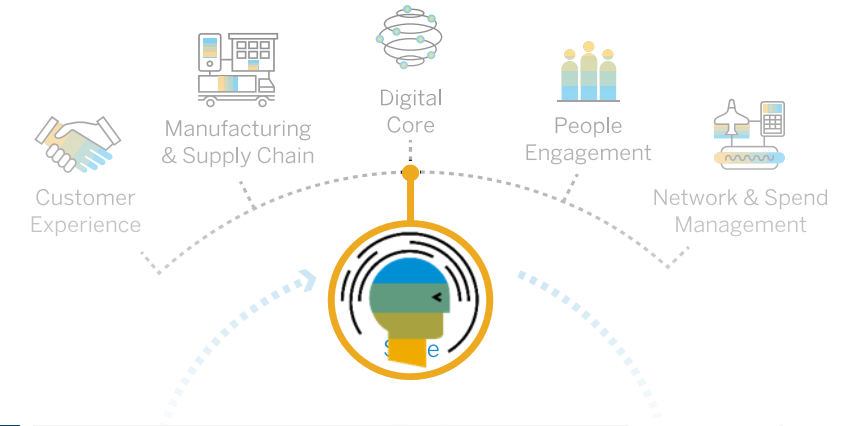 Digital
Core
Manufacturing
& Supply Chain
People
Engagement
Customer
Experience
Network & Spend
Management